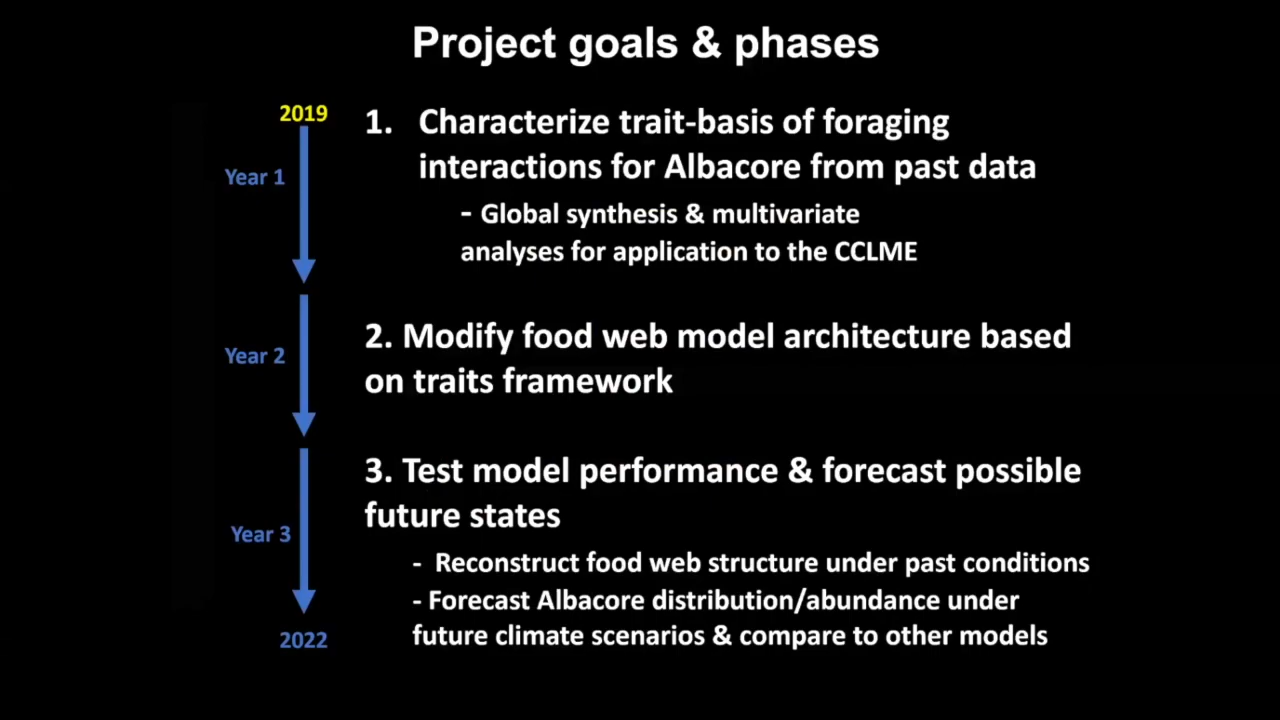 Project goals & phases
2019
1. Characterize trait-basis of foraging
interactions for Albacore from past data
Year 1
- Global synthesis & multivariate
analyses for application to the CCLME
2. Modify food web model architecture based
on traits framework
Year 2
3. Test model performance & forecast possible
future states
Year 3
- Reconstruct food web structure under past conditions
- Forecast Albacore distribution/abundance under
future climate scenarios & compare to other models
2022